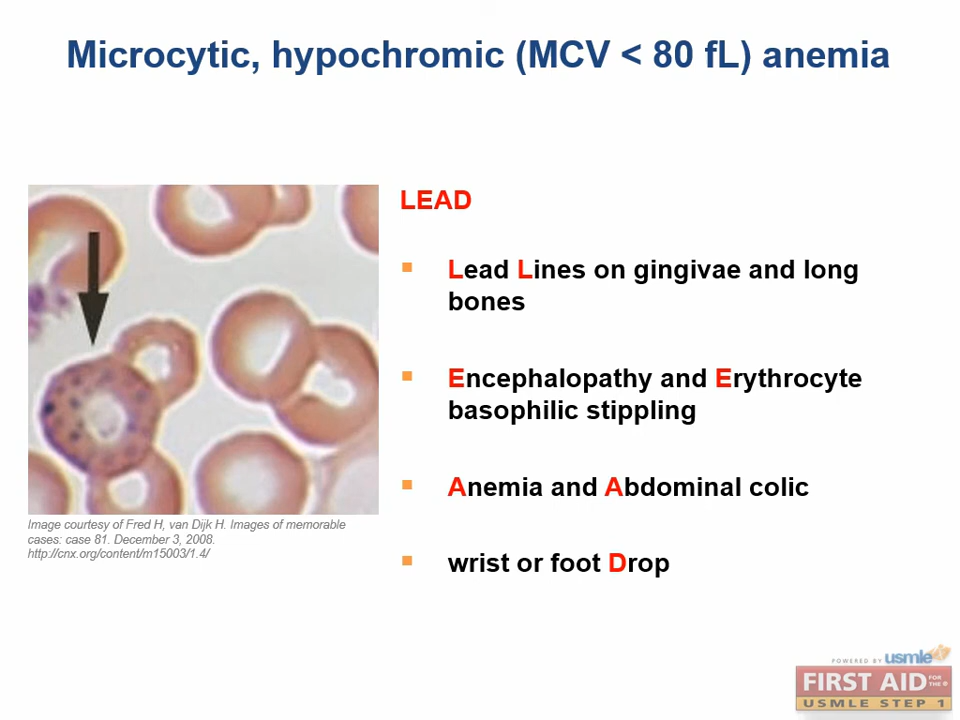 Microcytic, hypochromic (MCV < 80 fL) anemia
LEAD
Lead Lines on gingivae and long
bones
Encephalopathy and Erythrocyte
basophilic stippling
Anemia and Abdominal colic
wrist or foot Drop
Image courtesy of Fred H, van Dijk H. Images of memorable
cases: case 81. December 3, 2008.
http://cnx.org/content/m15003/1.4/
POWERED BY usmle
FIRST AID FOR THE ®
USMLE STEP 1